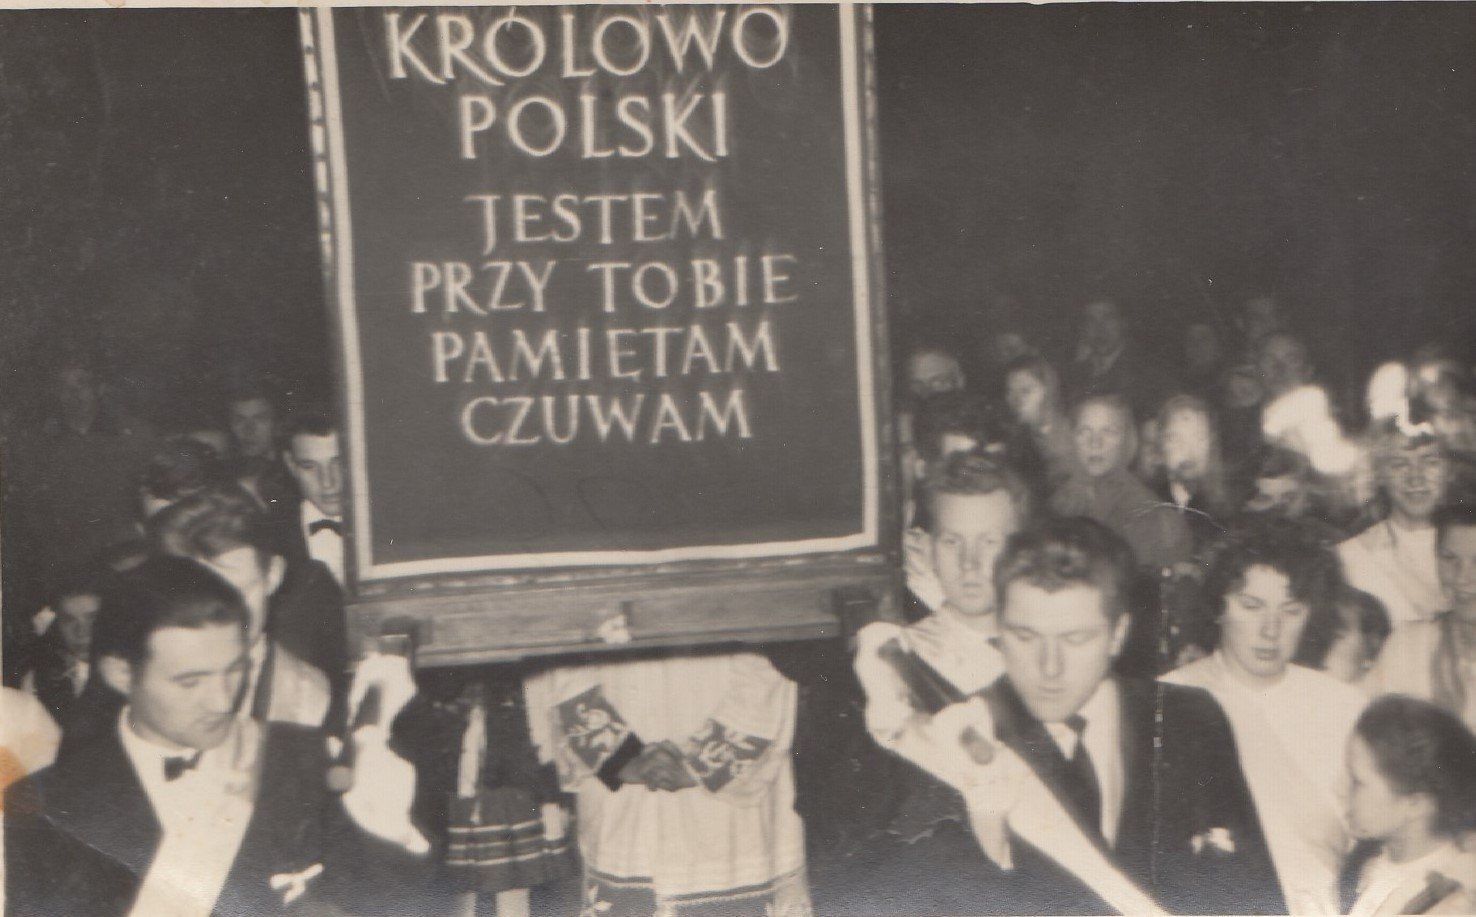 KRÓLOWO
POLSKI
JESTEM
PRZY TOBIE
PAMIĘTAM
CZUWAM